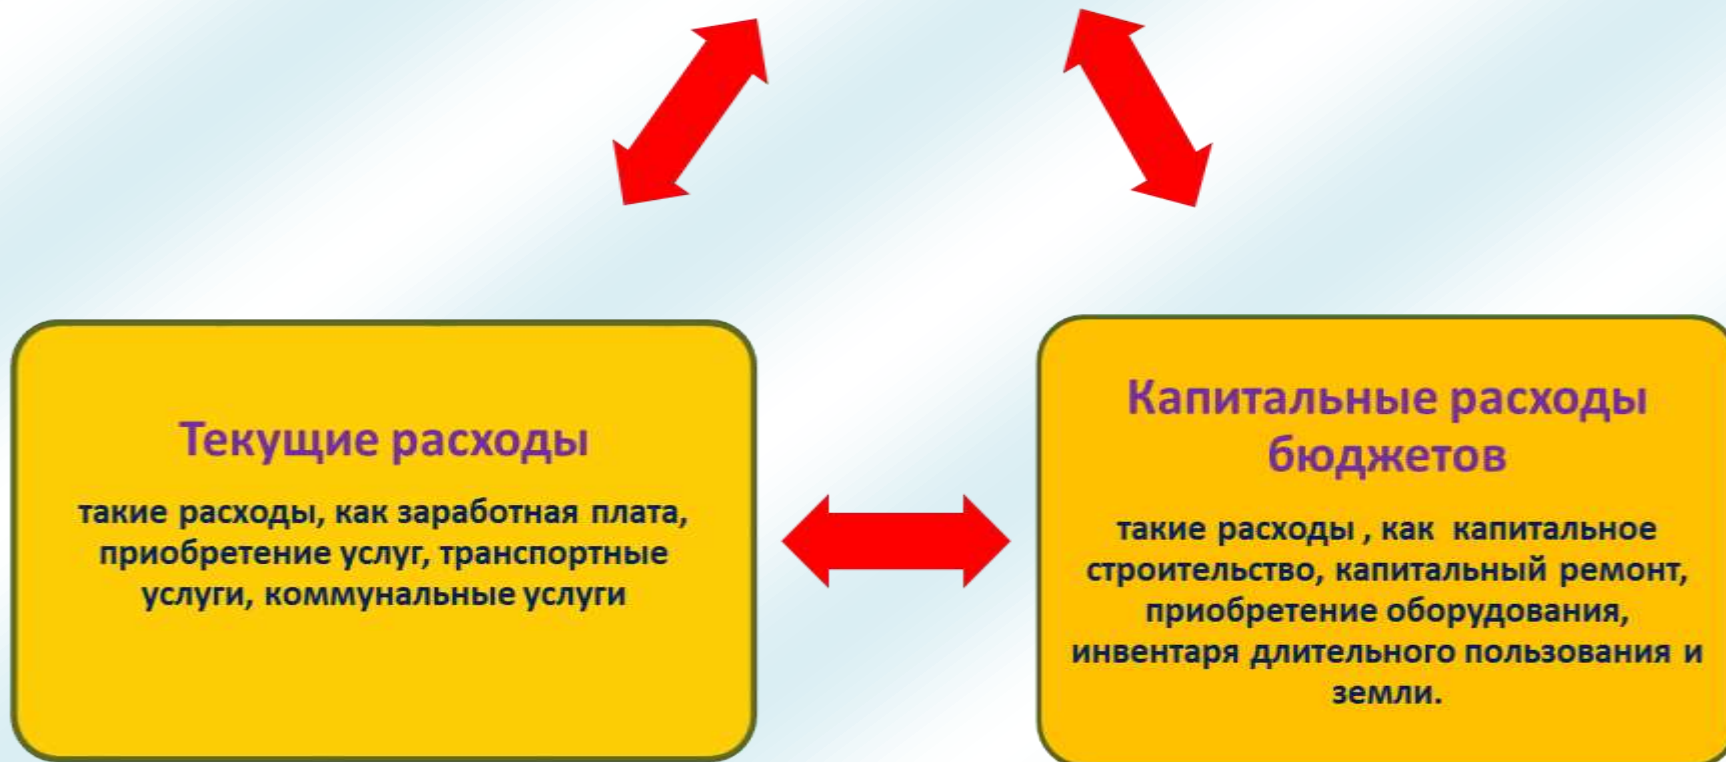 Текущие расходы
такие расходы, как заработная плата,
приобретение услуг, транспортные
услуги, коммунальные услуги
Капитальные расходы
бюджетов
такие расходы , как капитальное
строительство, капитальный ремонт,
приобретение оборудования,
инвентаря длительного пользования и
земли.